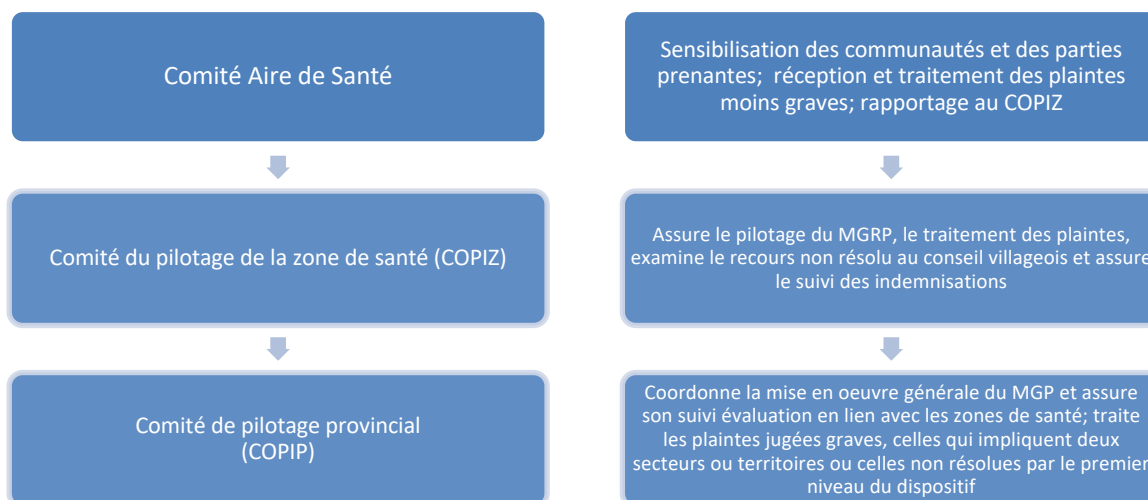 Comité Aire de Santé
Sensibilisation des communautés et des parties
prenantes; réception et traitement des plaintes
moins graves; rapportage au COPIZ
Comité du pilotage de la zone de santé (COPIZ)
Assure le pilotage du MGRP, le traitement des plaintes,
examine le recours non résolu au conseil villageois et assure
le suivi des indemnisations
Comité de pilotage provincial
(COPIP)
Coordonne la mise en oeuvre générale du MGP et assure
son suivi évaluation en lien avec les zones de santé; traite
les plaintes jugées graves, celles qui impliquent deux
secteurs ou territoires ou celles non résolues par le premier
niveau du dispositif